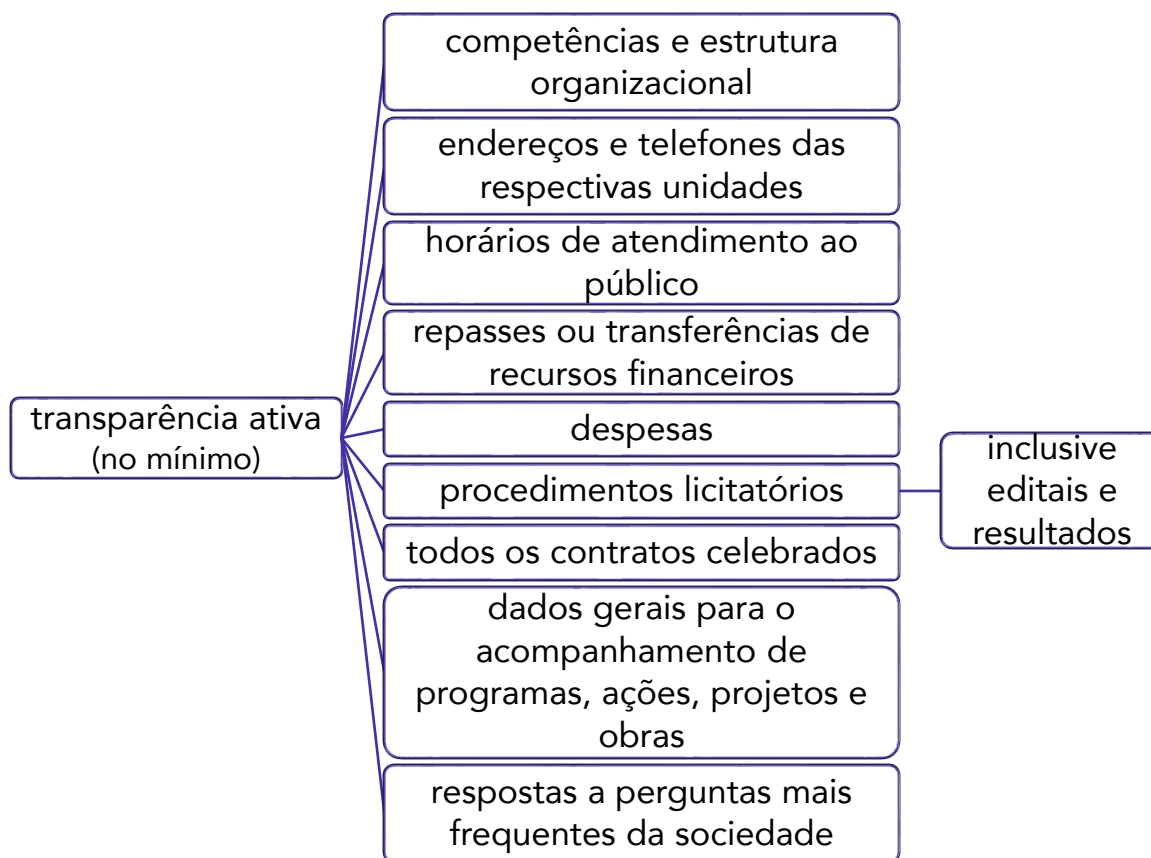 competências e estrutura
organizacional
endereços e telefones das
respectivas unidades
horários de atendimento ao
público
repasses ou transferências de
recursos financeiros
transparência ativa
(no mínimo)
despesas
procedimentos licitatórios
inclusive
editais e
resultados
todos os contratos celebrados
dados gerais para o
acompanhamento de
programas, ações, projetos e
obras
respostas a perguntas mais
frequentes da sociedade